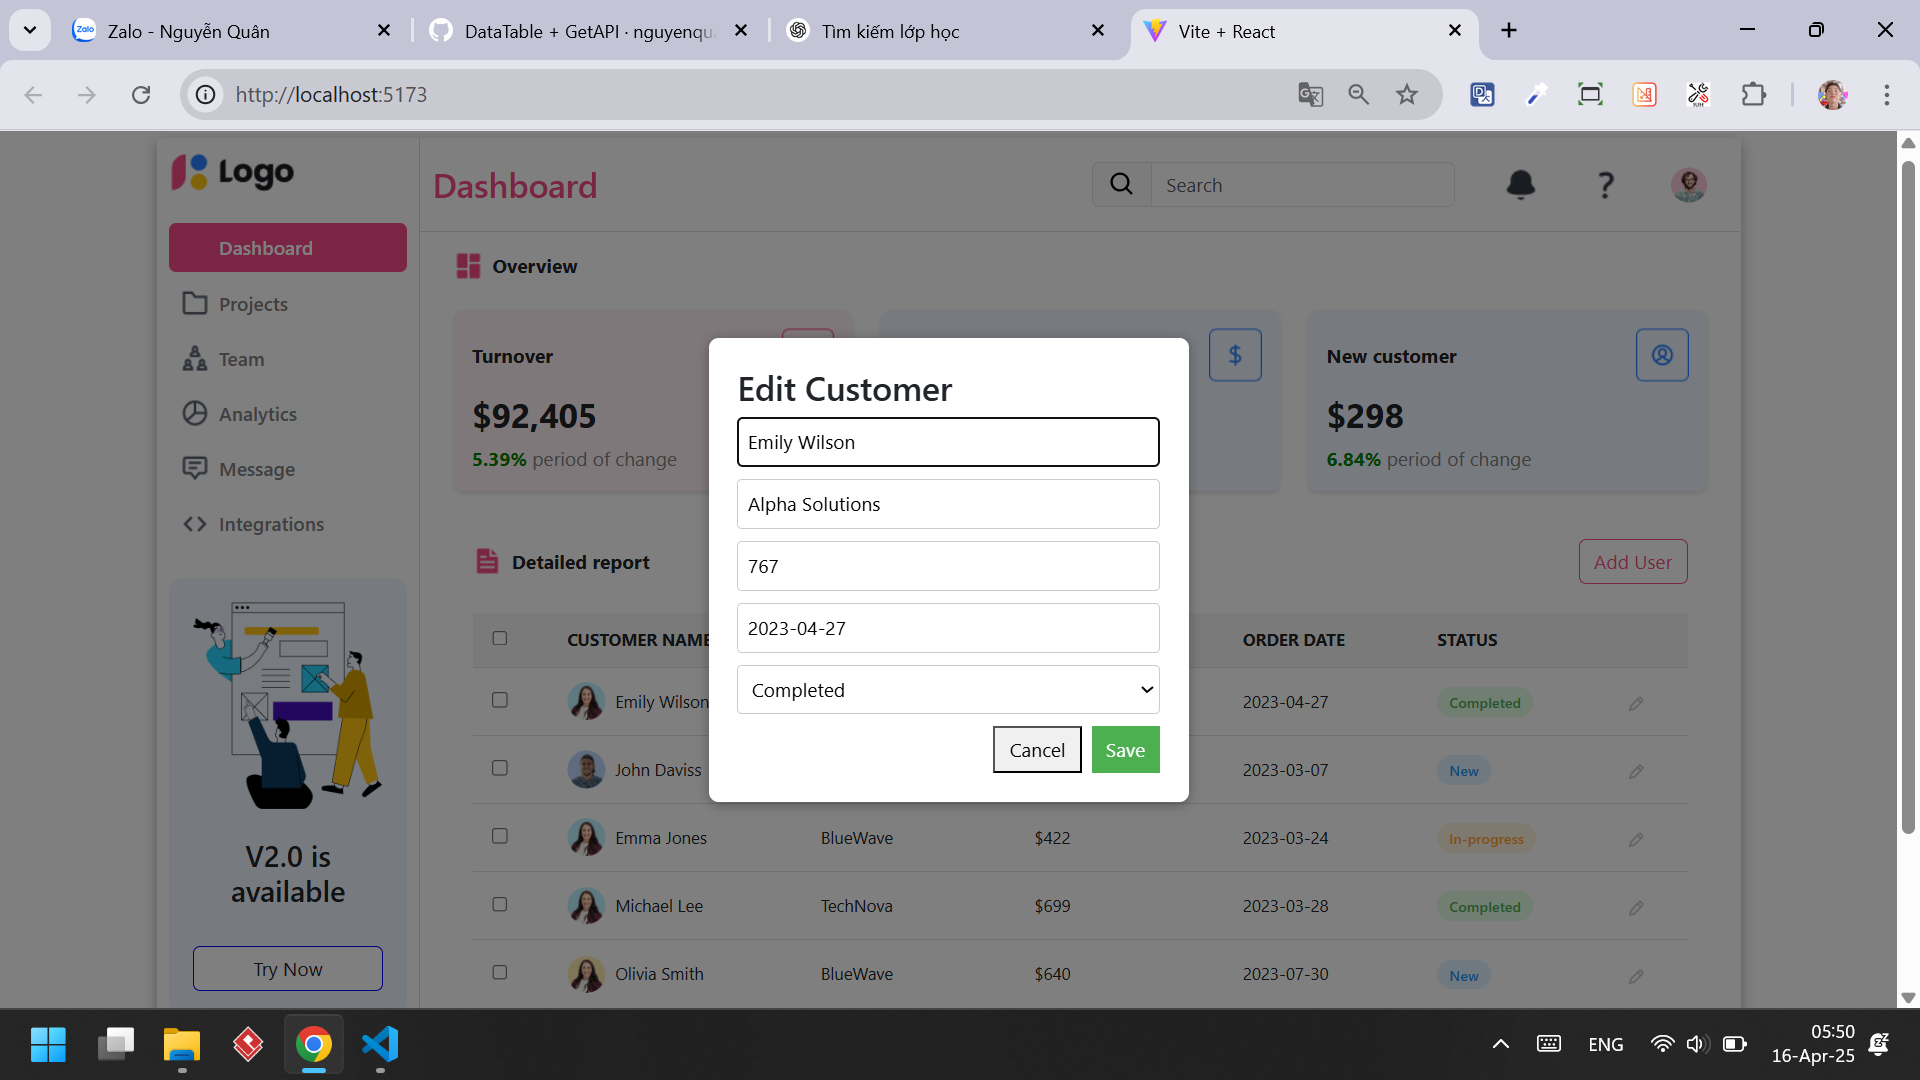 Zalo - Nguyễn Quân
DataTable + GetAPI · nguyenqu
Tìm kiếm lớp học
Vite + React
http://localhost:5173
Logo
Dashboard
Search
Dashboard
Projects
Team
Analytics
Message
Integrations
V2.0 is
available
Try Now
Overview
Turnover
$92,405
5.39% period of change
$
New customer
$298
6.84% period of change
Detailed report
Add User
CUSTOMER NAME
ORDER DATE
STATUS
Emily Wilson
2023-04-27
Completed
John Daviss
2023-03-07
New
Emma Jones
BlueWave
$422
2023-03-24
In-progress
Michael Lee
TechNova
$699
2023-03-28
Completed
Olivia Smith
BlueWave
$640
2023-07-30
New
Edit Customer
Emily Wilson
Alpha Solutions
767
2023-04-27
Completed
Cancel
Save
ENG
05:50
16-Apr-25